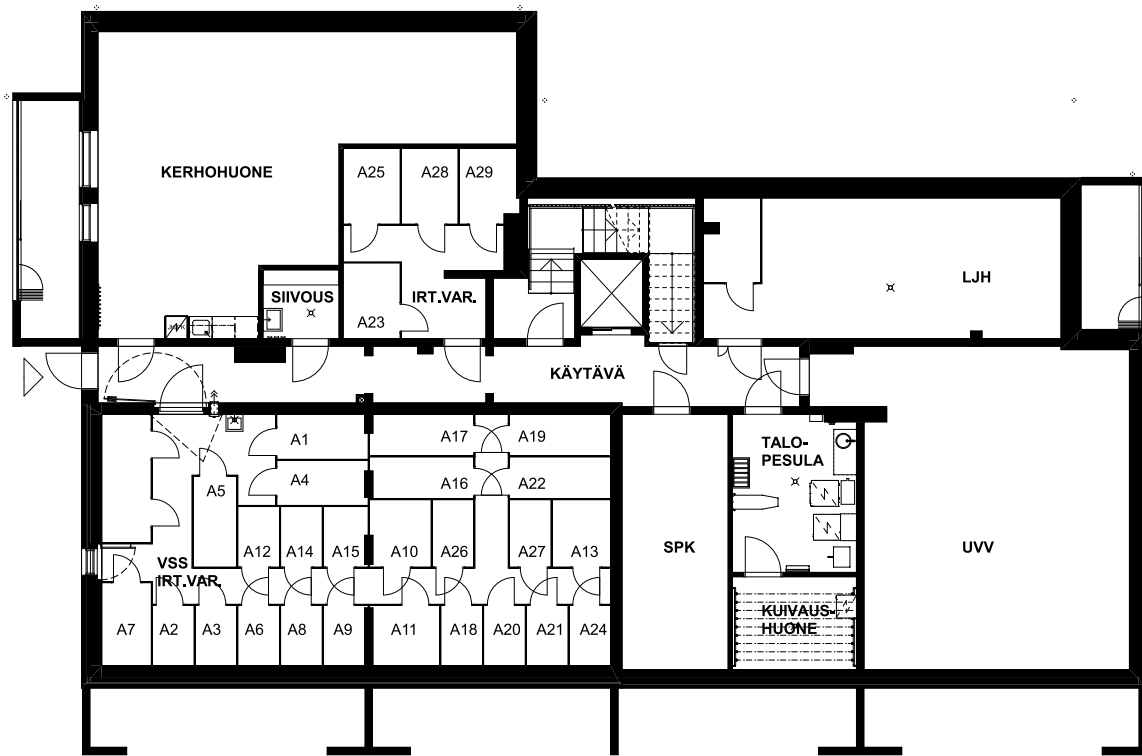 KERHOHUONE
A25
A28
A29
SIIVOUS
IRT.VAR.
A23
LJH
KÄYTÄVÄ
A1
A17
A19
A4
A16
A22
A5
TALO-
PESULA
A12
A14
A15
A10
A26
A27
A13
SPK
UVV
VSS
IRT.VAR.
KUIVAUS-
HUONE
A7
A2
A3
A6
A8
A9
A11
A18
A20
A21
A24